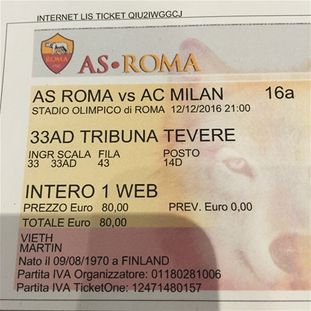 INTERNET LIS TICKET QIU2IWGGCJ
ROMA
AS•ROMA
AS ROMA vs AC MILAN 16a
STADIO OLIMPICO di ROMA 12/12/2016 21:00
33AD TRIBUNA TEVERE
INGR SCALA FILA POSTO
33 33AD 43 14D
INTERO 1 WEB
PREZZO Euro 80,00 PREV. Euro 0,00
TOTALE Euro 80,00
VIETH
MARTIN
Nato il 09/08/1970 a FINLAND
Partita IVA Organizzatore: 01180281006
Partita IVA TicketOne: 12471480157